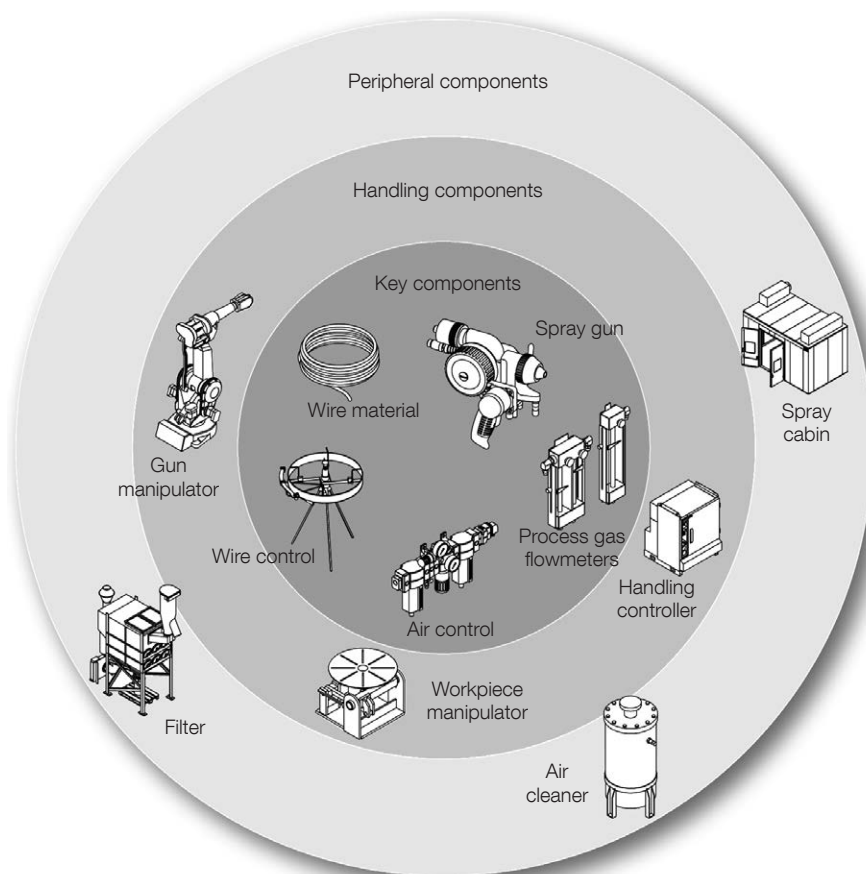 Peripheral components
Handling components
Key components
Spray gun
Wire material
Spray
cabin
Gun
manipulator
Wire control
Process gas
flowmeters
Handling
controller
Air control
Workpiece
manipulator
Filter
Air
cleaner